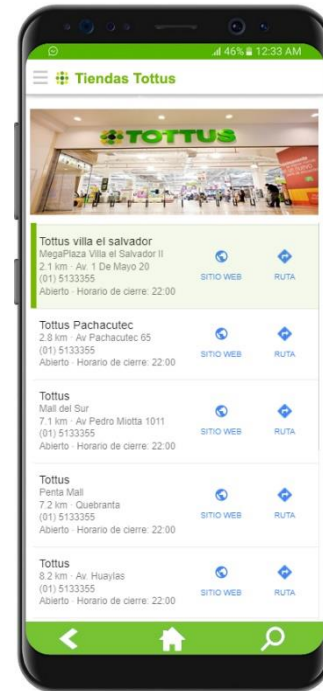 46% 12:33 AM
Tiendas Tottus
TOTTUS
Tottus villa el salvador
MegaPlaza Villa el Salvador II
2.1 km · Av. 1 De Mayo 20
(01) 5133355
Abierto · Horario de cierre: 22:00
SITIO WEB RUTA
Tottus Pachacutec
2.8 km · Av Pachacutec 65
(01) 5133355
Abierto · Horario de cierre: 22:00
SITIO WEB RUTA
Tottus
Mall del Sur
7.1 km · Av Pedro Miotta 1011
(01) 5133355
Abierto · Horario de cierre: 22:00
SITIO WEB RUTA
Tottus
Penta Mall
7.2 km · Quebranta
(01) 5133355
Abierto · Horario de cierre: 22:00
SITIO WEB RUTA
Tottus
8.2 km · Av. Huaylas
(01) 5133355
Abierto · Horario de cierre: 22:00
SITIO WEB RUTA